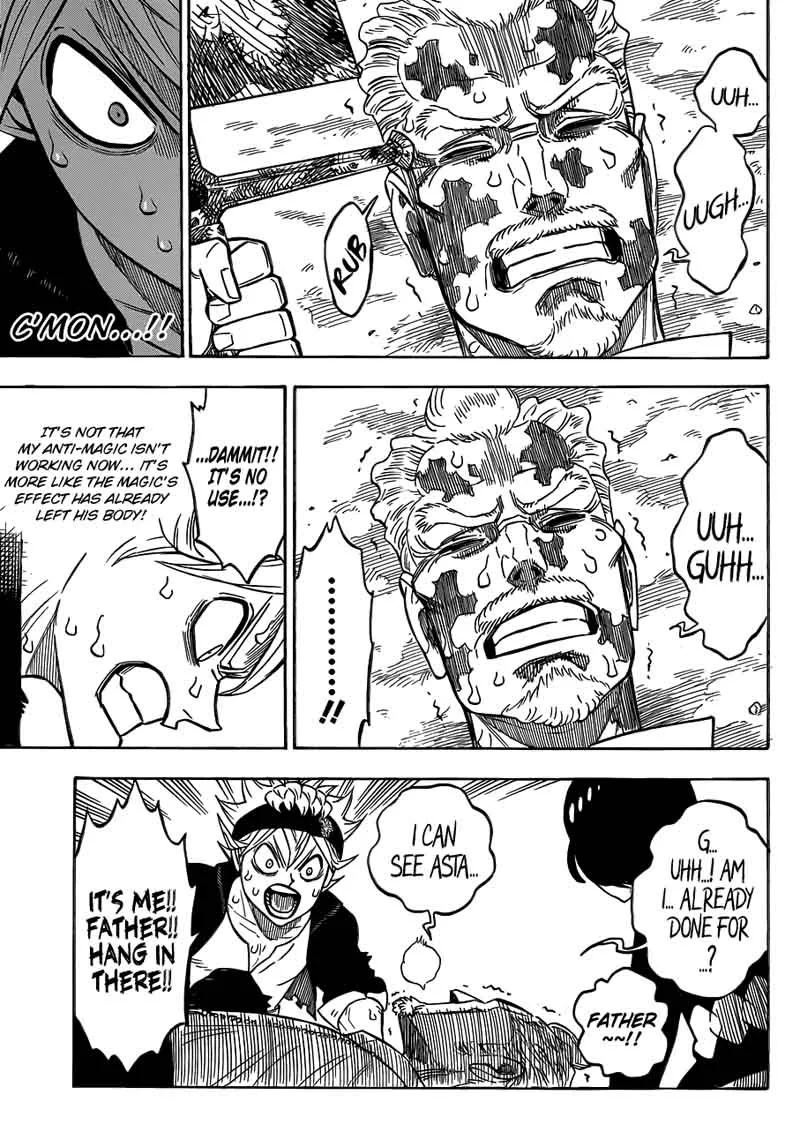 UUH...
UUGH...
RUB
C'MON...!!
UUH..
GUHH...
.........!!
...DAMMIT!!
IT'S NO
USE...!?
IT'S NOT THAT
MY ANTI-MAGIC ISN'T
WORKING NOW... IT'S
MORE LIKE THE MAGIC'S
EFFECT HAS ALREADY
LEFT HIS BODY!
G...
UHH...! I AM
I... ALREADY
DONE FOR
...?
FATHER
~~!!
I CAN
SEE ASTA...
IT'S ME!!
FATHER!!
HANG IN
THERE!!